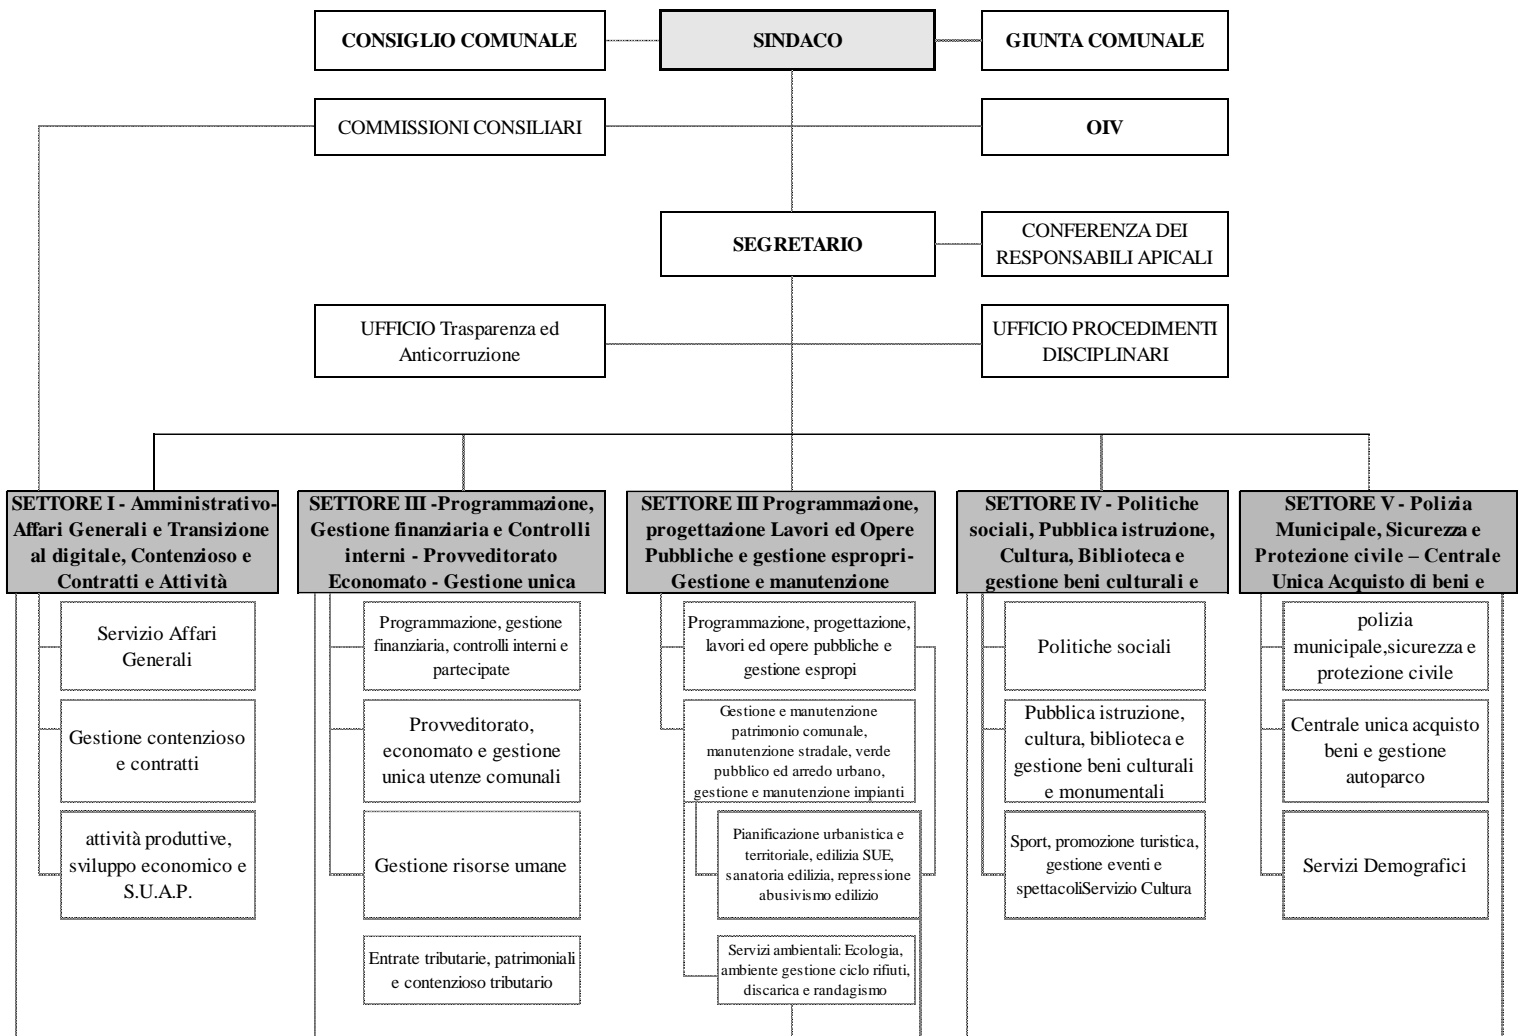 CONSIGLIO COMUNALE
SINDACO
GIUNTA COMUNALE
COMMISSIONI CONSILIARI
OIV
SEGRETARIO
CONFERENZA DEI
RESPONSABILI APICALI
UFFICIO Trasparenza ed
Anticorruzione
UFFICIO PROCEDIMENTI
DISCIPLINARI
SETTORE I - Amministrativo-
Affari Generali e Transizione
al digitale, Contenzioso e
Contratti e Attività
SETTORE III -Programmazione,
Gestione finanziaria e Controlli
interni - Provveditorato
Economato - Gestione unica
SETTORE III Programmazione,
progettazione Lavori ed Opere
Pubbliche e gestione espropri-
Gestione e manutenzione
SETTORE IV - Politiche
sociali, Pubblica istruzione,
Cultura, Biblioteca e
gestione beni culturali e
SETTORE V - Polizia
Municipale, Sicurezza e
Protezione civile – Centrale
Unica Acquisto di beni e
Servizio Affari
Generali
Gestione contenzioso
e contratti
attività produttive,
sviluppo economico e
S.U.A.P.
Programmazione, gestione
finanziaria, controlli interni e
partecipate
Provveditorato,
economato e gestione
unica utenze comunali
Gestione risorse umane
Entrate tributarie, patrimoniali
e contenzioso tributario
Programmazione, progettazione,
lavori ed opere pubbliche e
gestione espropi
Gestione e manutenzione
patrimonio comunale,
manutenzione stradale, verde
pubblico ed arredo urbano,
gestione e manutenzione impianti
Pianificazione urbanistica e
territoriale, edilizia SUE,
sanatoria edilizia, repressione
abusivismo edilizio
Servizi ambientali: Ecologia,
ambiente gestione ciclo rifiuti,
discarica e randagismo
Politiche sociali
Pubblica istruzione,
cultura, biblioteca e
gestione beni culturali
e monumentali
Sport, promozione turistica,
gestione eventi e
spettacoliServizio Cultura
polizia
municipale,sicurezza e
protezione civile
Centrale unica acquisto
beni e gestione
autoparco
Servizi Demografici